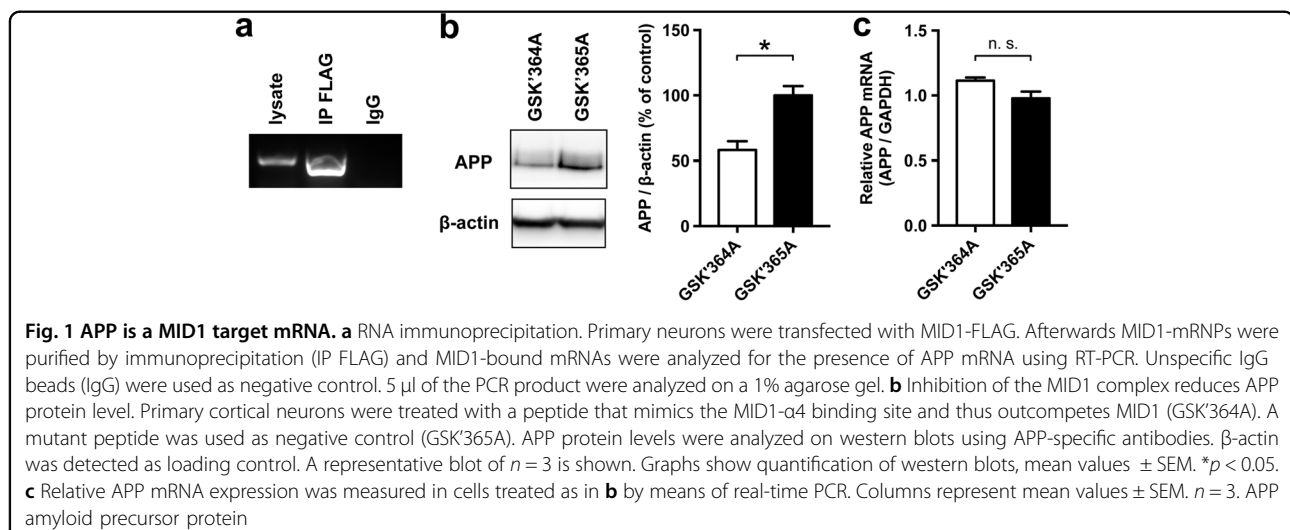 a
lysate
IP FLAG
IgG
b
GSK'364A
GSK'365A
APP
β-actin
APP / β-actin (% of control)
150
100
50
0
*
GSK'364A
GSK'365A
c
Relative APP mRNA
(APP / GAPDH)
1.5
1.0
0.5
0.0
n. s.
GSK'364A
GSK'365A
Fig. 1 APP is a MID1 target mRNA. a RNA immunoprecipitation. Primary neurons were transfected with MID1-FLAG. Afterwards MID1-mRNPs were
purified by immunoprecipitation (IP FLAG) and MID1-bound mRNAs were analyzed for the presence of APP mRNA using RT-PCR. Unspecific IgG
beads (IgG) were used as negative control. 5 µl of the PCR product were analyzed on a 1% agarose gel. b Inhibition of the MID1 complex reduces APP
protein level. Primary cortical neurons were treated with a peptide that mimics the MID1-α4 binding site and thus outcompetes MID1 (GSK'364A). A
mutant peptide was used as negative control (GSK'365A). APP protein levels were analyzed on western blots using APP-specific antibodies. β-actin
was detected as loading control. A representative blot of n = 3 is shown. Graphs show quantification of western blots, mean values ± SEM. *p < 0.05.
c Relative APP mRNA expression was measured in cells treated as in b by means of real-time PCR. Columns represent mean values ± SEM. n = 3. APP
amyloid precursor protein